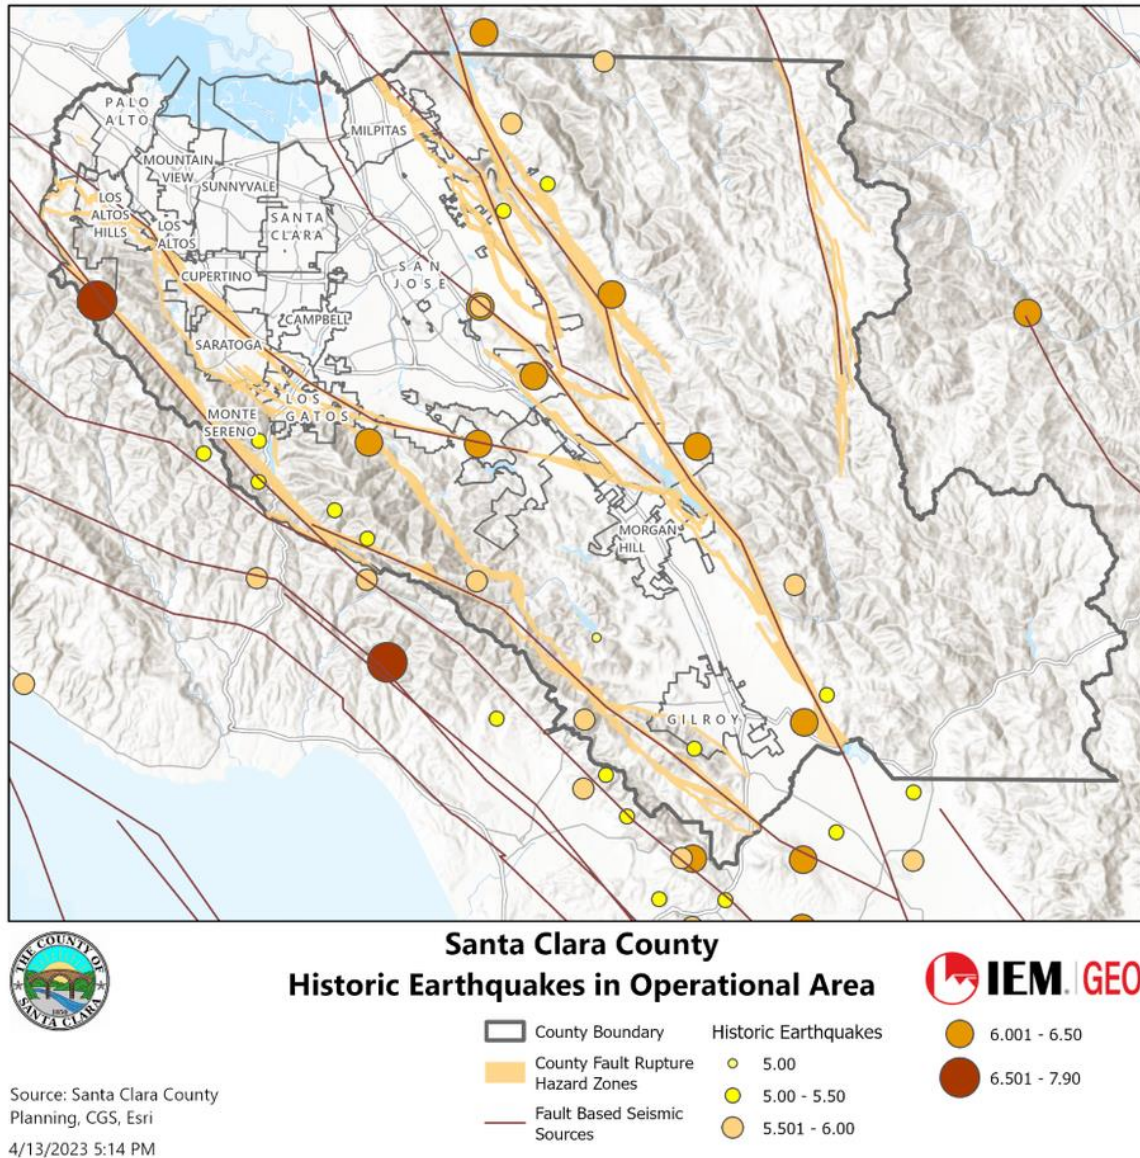 PALO
ALTO
MILPITAS
MOUNTAIN
VIEW
SUNNYVALE
LOS
ALTOS
HILLS
LOS
ALTOS
SANTA
CLARA
SAN
JOSE
CUPERTINO
CAMPBELL
SARATOGA
LOS
GATOS
MONTE
SERENO
MORGAN
HILL
GILROY
Santa Clara County
Historic Earthquakes in Operational Area
THE COUNTY OF
SANTA CLARA
1850
IEM. GEO
County Boundary
County Fault Rupture
Hazard Zones
Fault Based Seismic
Sources
Historic Earthquakes
5.00
5.00 - 5.50
5.501 - 6.00
6.001 - 6.50
6.501 - 7.90
Source: Santa Clara County
Planning, CGS, Esri
4/13/2023 5:14 PM